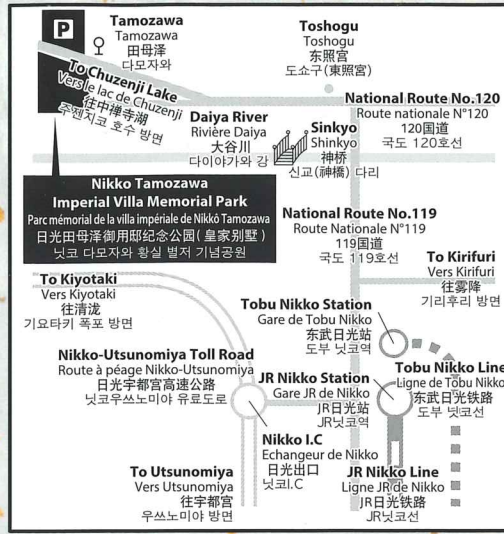 P
Tamozawa
Tamozawa
田母泽
다모자와
Toshogu
Toshogu
东照宫
도쇼구(東照宮)
To Chuzenji Lake
Vers le lac de Chuzenji
往中禅寺湖
주젠지코 호수 방면
National Route No.120
Route nationale N°120
120国道
국도 120호선
Daiya River
Rivière Daiya
大谷川
다이야가와 강
Sinkyo
Shinkyo
神桥
신교(神橋) 다리
Nikko Tamozawa
Imperial Villa Memorial Park
Parc mémorial de la villa impériale de Nikkô Tamozawa
日光田母泽御用邸纪念公园(皇家别墅)
닛코 다모자와 황실 별저 기념공원
National Route No.119
Route Nationale N°119
119国道
국도 119호선
To Kirifuri
Vers Kirifuri
往雾降
기리후리 방면
To Kiyotaki
Vers Kiyotaki
往清泷
기요타키 폭포 방면
Tobu Nikko Station
Gare de Tobu Nikko
东武日光站
도부 닛코역
Nikko-Utsunomiya Toll Road
Route à péage Nikko-Utsunomiya
日光宇都宫高速公路
닛코우쓰노미야 유료도로
JR Nikko Station
Gare JR de Nikko
JR日光站
JR닛코역
Tobu Nikko Line
Ligne de Tobu Nikko
东武日光铁路
도부 닛코선
Nikko I.C
Echangeur de Nikko
日光出口
닛코I.C
To Utsunomiya
Vers Utsunomiya
往宇都宫
우쓰노미야 방면
JR Nikko Line
Ligne JR de Nikko
JR日光铁路
JR닛코선